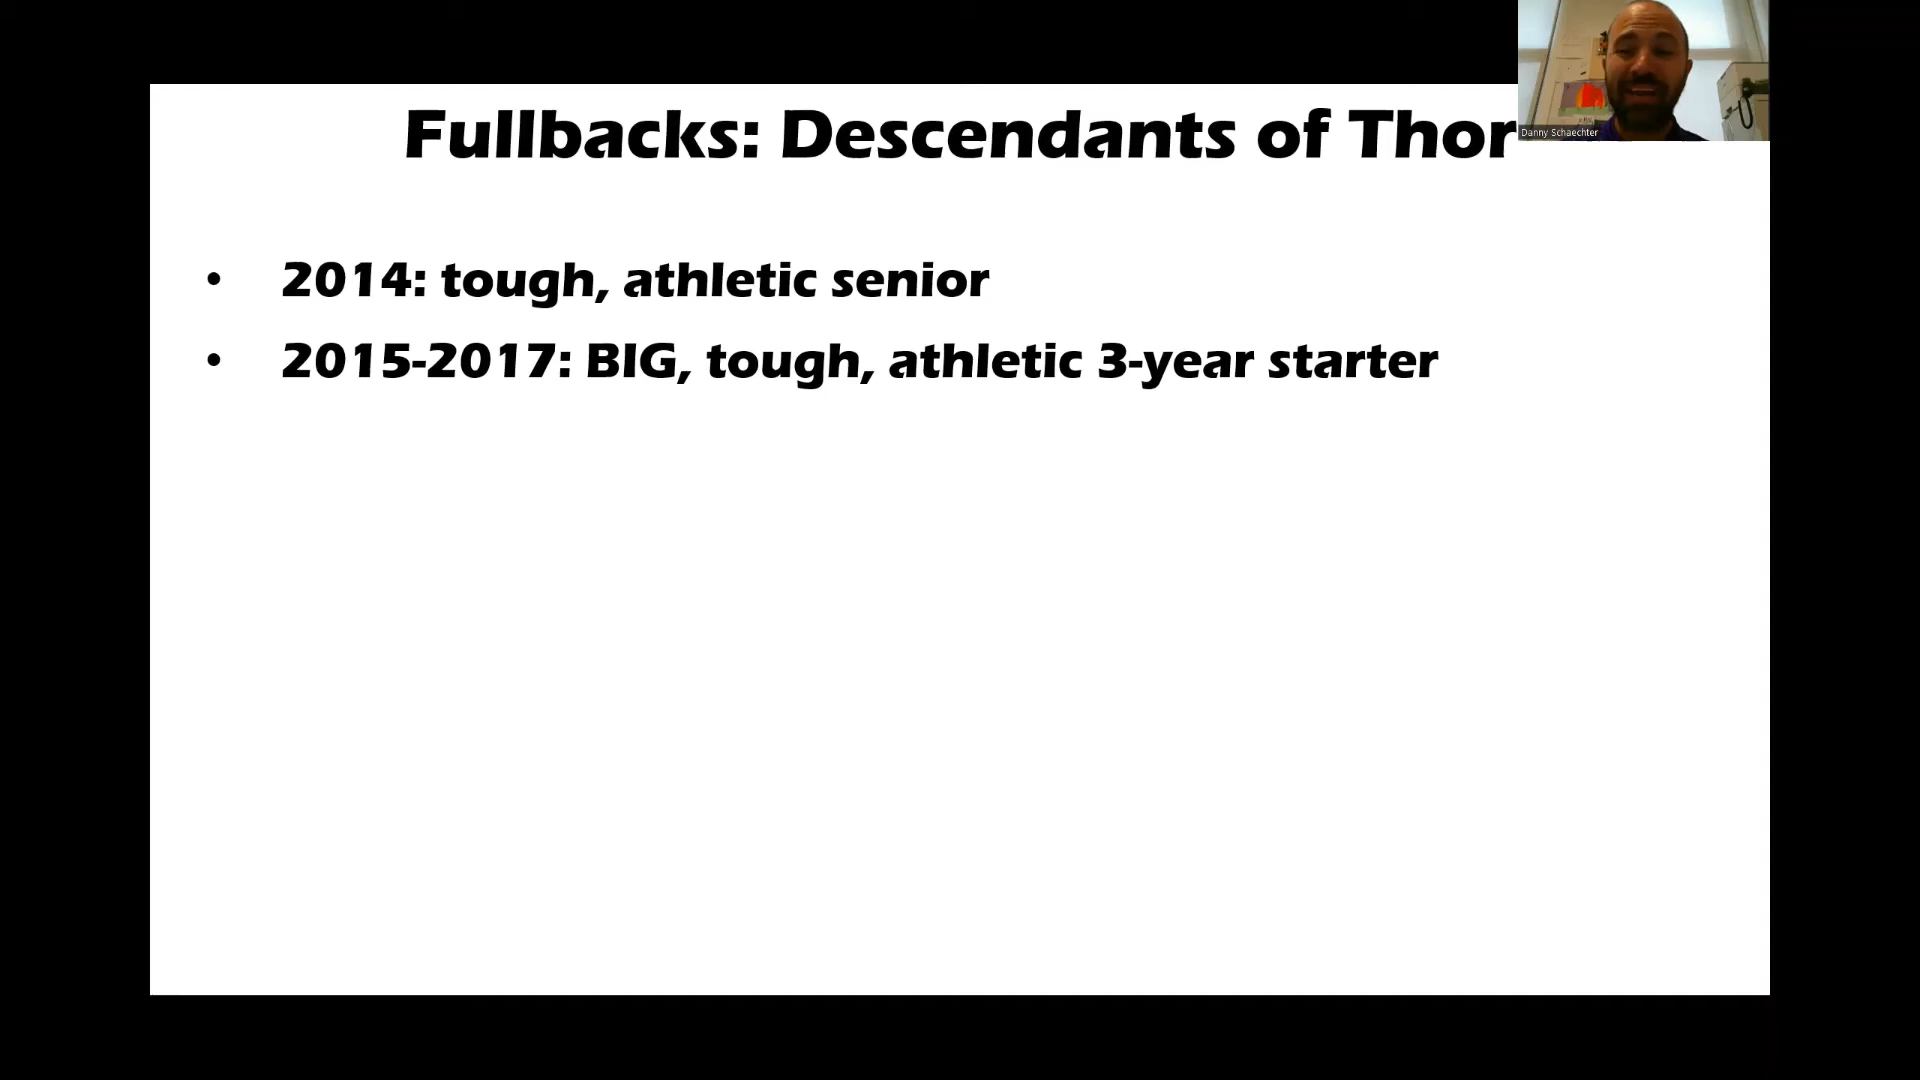 Fullbacks: Descendants of Thor
Danny Schaechter
• 2014: tough, athletic senior
• 2015-2017: BIG, tough, athletic 3-year starter